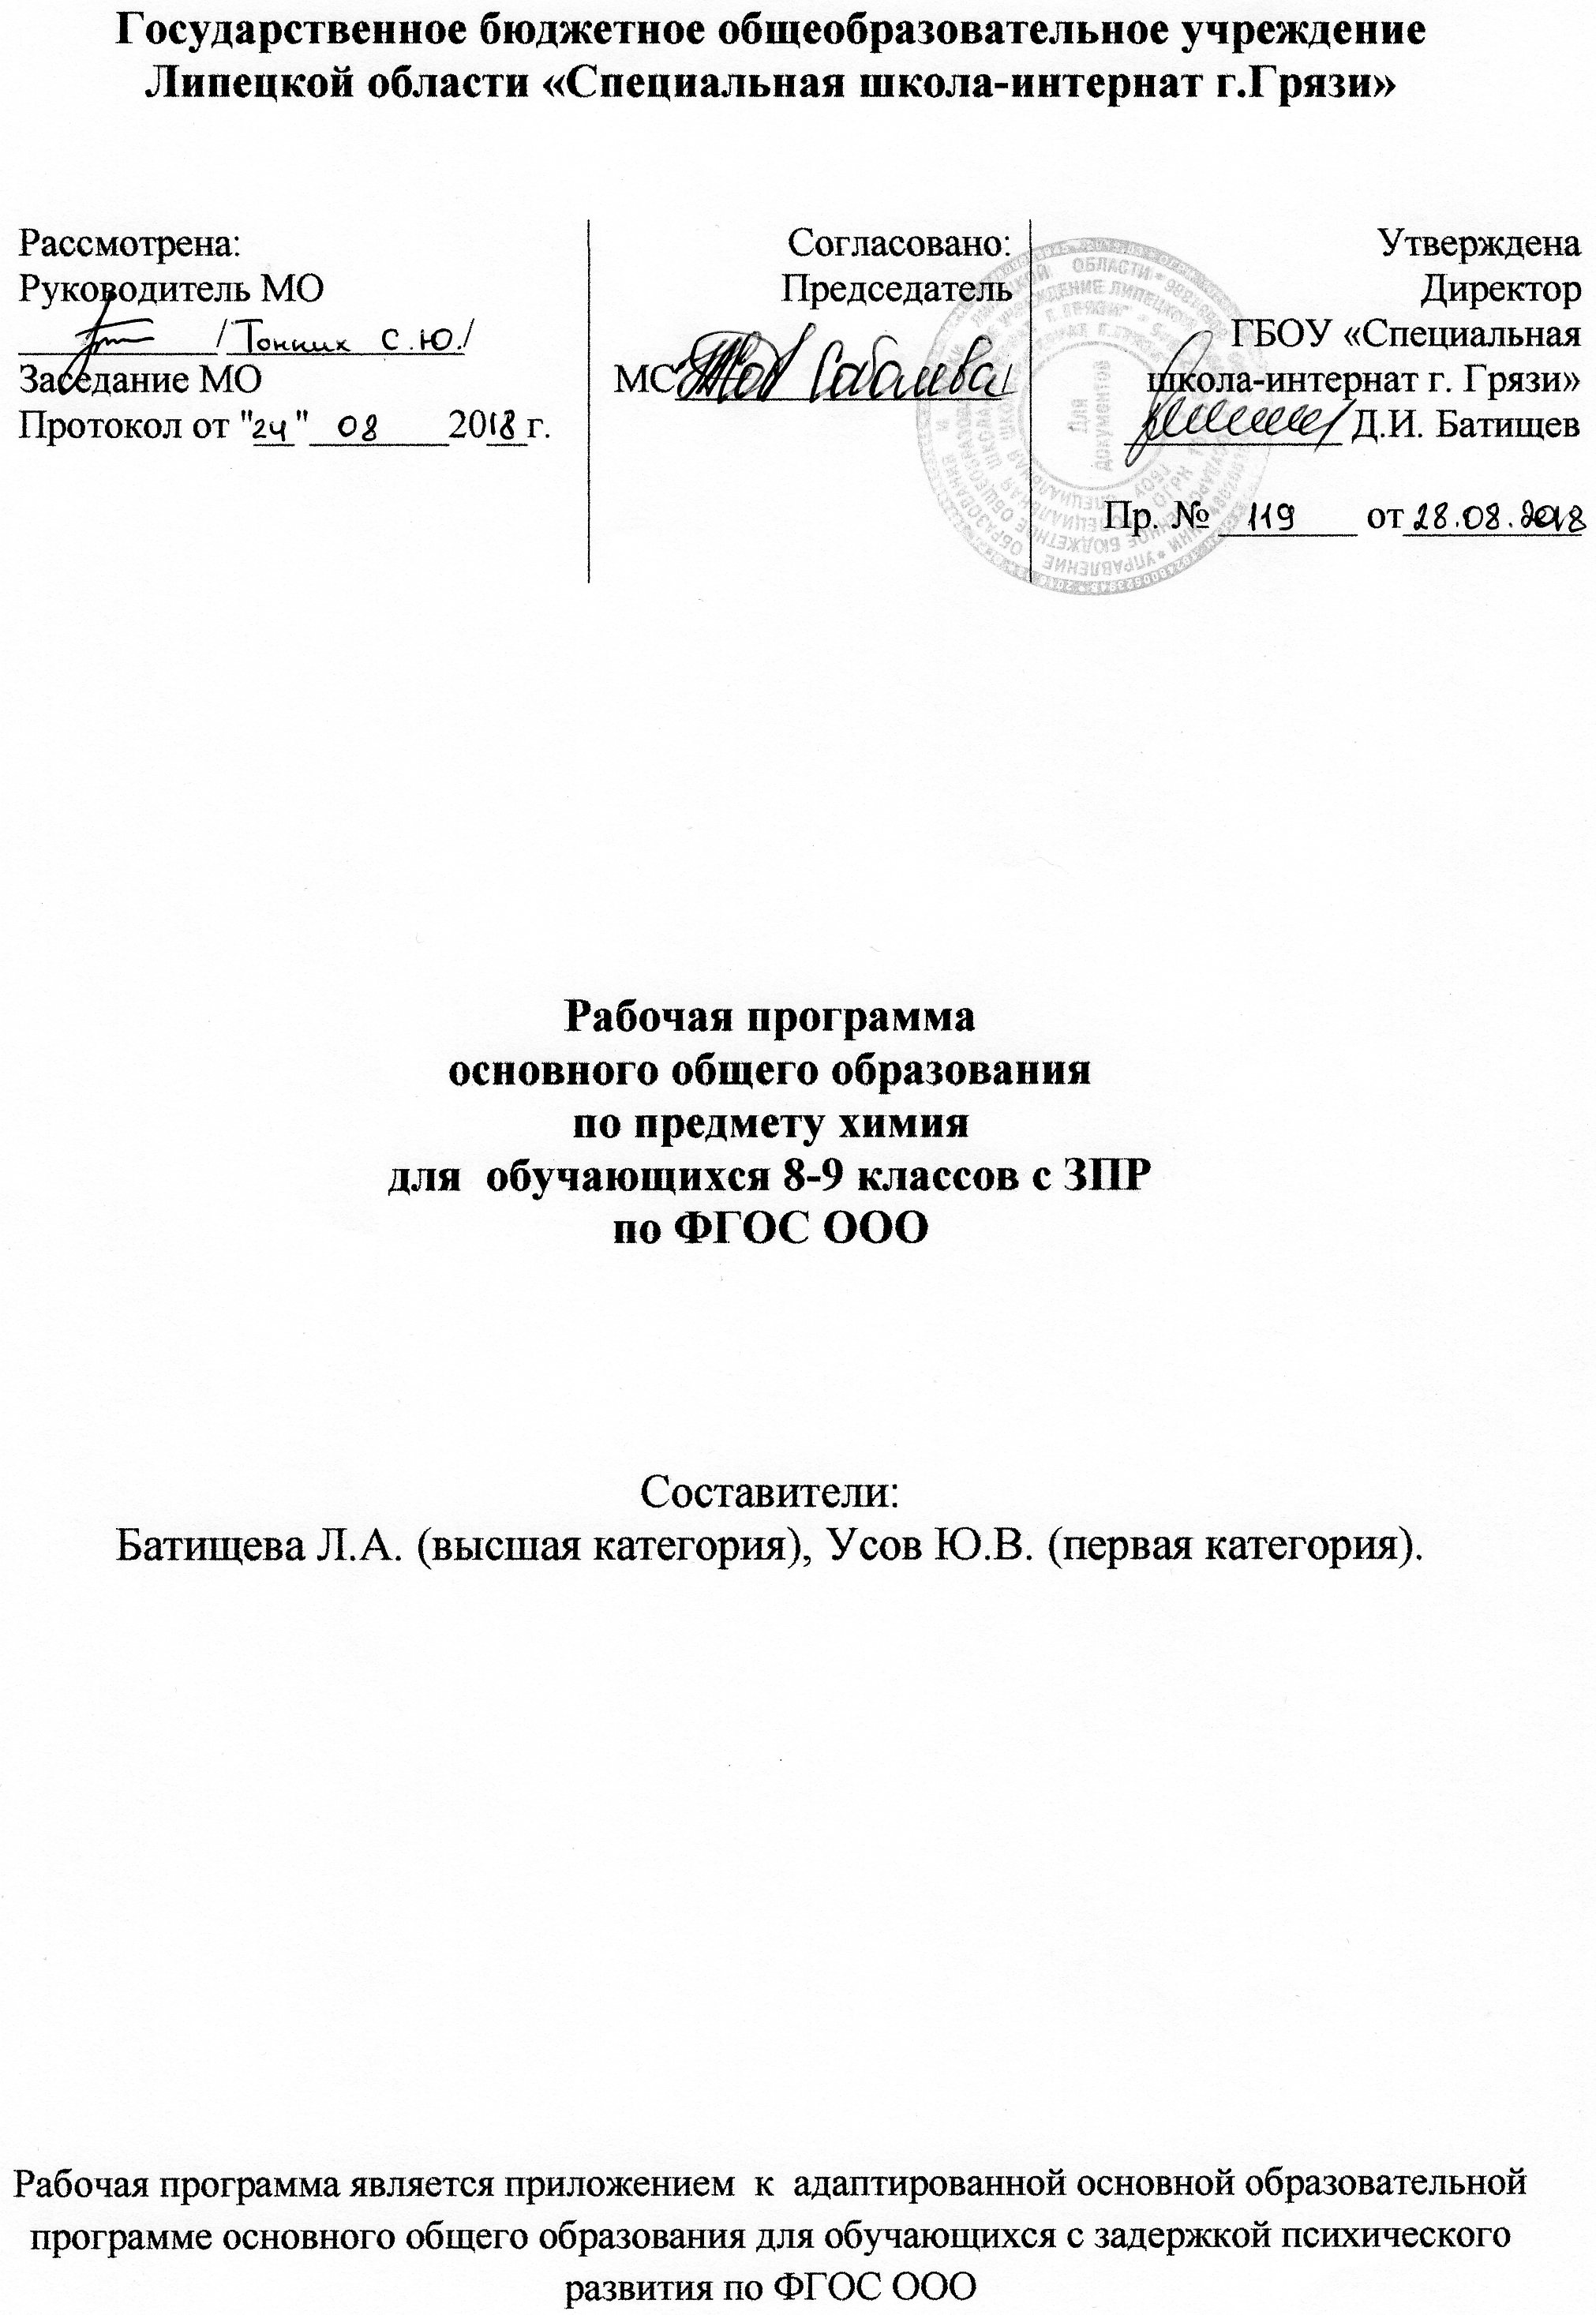 Государственное бюджетное общеобразовательное учреждение
Липецкой области «Специальная школа-интернат г.Грязи»
Рассмотрена:
Руководитель МО
/ Тонких С.Ю./
Заседание МО
Протокол от "24" 08 2018 г.
Согласовано:
Председатель
МС Соболева
Утверждена
Директор
ГБОУ «Специальная
школа-интернат г. Грязи»
Д.И. Батищев
Пр. № 119 от 28.08.2018
Для
документов
Рабочая программа
основного общего образования
по предмету химия
для обучающихся 8-9 классов с ЗПР
по ФГОС ООО
Составители:
Батищева Л.А. (высшая категория), Усов Ю.В. (первая категория).
Рабочая программа является приложением к адаптированной основной образовательной
программе основного общего образования для обучающихся с задержкой психического
развития по ФГОС ООО